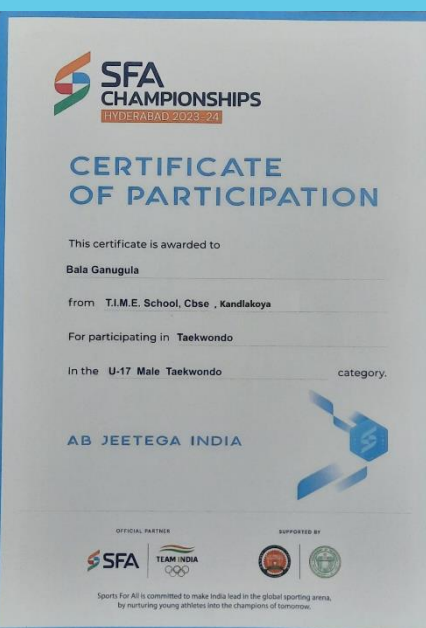 SFA
CHAMPIONSHIPS
HYDERABAD 2023-24
CERTIFICATE
OF PARTICIPATION
This certificate is awarded to
Bala Ganugula
from T.I.M.E. School, Cbse , Kandlakoya
For participating in Taekwondo
In the U-17 Male Taekwondo category.
AB JEETEGA INDIA
OFFICIAL PARTNER
SUPPORTED BY
SFA
TEAM INDIA
Sports For All is committed to make India lead in the global sporting arena,
by nurturing young athletes into the champions of tomorrow.